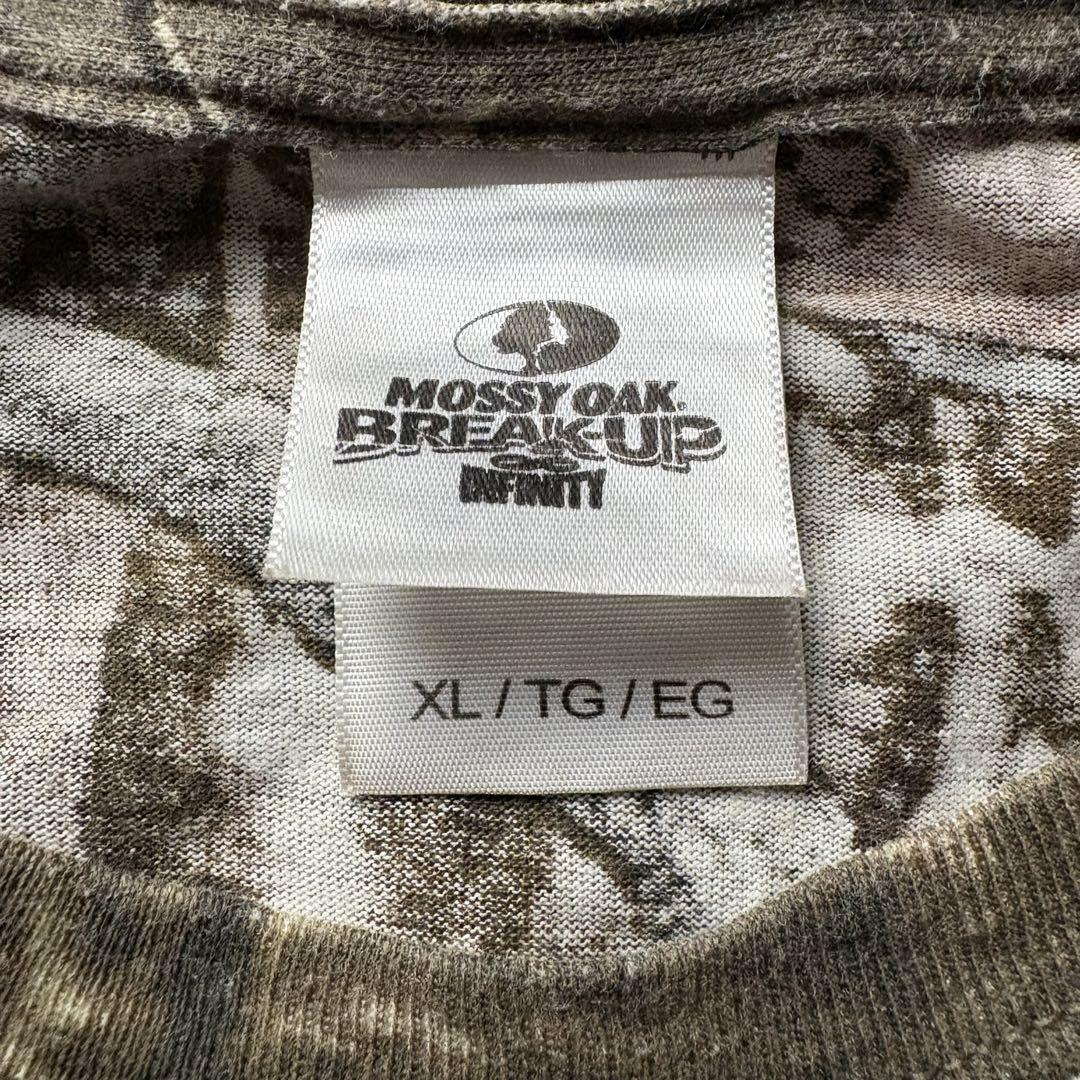 MOSSY OAK®
BREAK-UP
INFINITY
XL / TG / EG